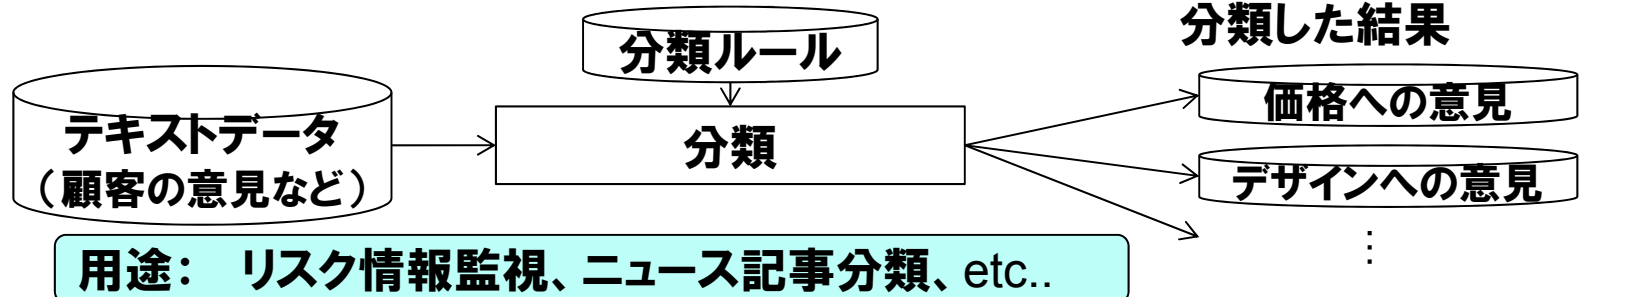 分類した結果
分類ルール
テキストデータ
（顧客の意見など）
分類
価格への意見
デザインへの意見
⋮
用途：　リスク情報監視、ニュース記事分類、etc..